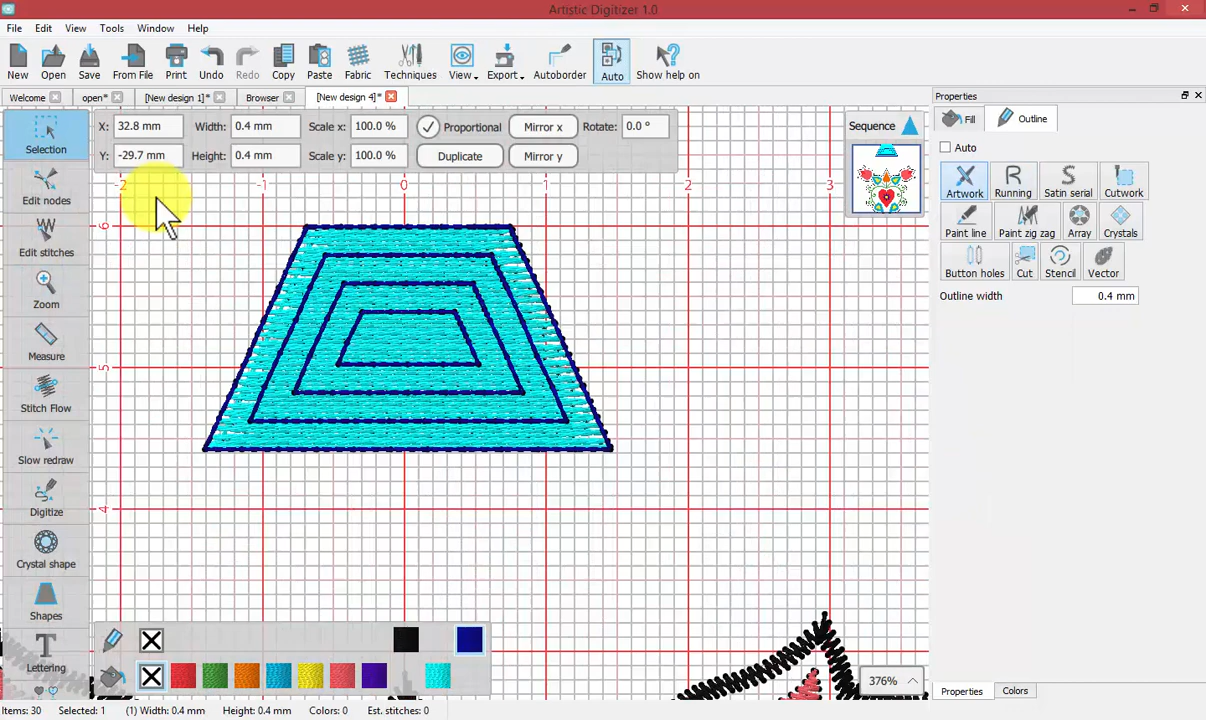 Artistic Digitizer 1.0
File Edit View Tools Window Help
New Open Save From File Print Undo Redo Copy Paste Fabric Techniques View Export Autoborder Auto Show help on
Welcome open* [New design 1]* Browser [New design 4]*
Properties
X: 32.8 mm Width: 0.4 mm Scale x: 100.0 % Proportional Mirror x Rotate: 0.0 °
Y: -29.7 mm Height: 0.4 mm Scale y: 100.0 % Duplicate Mirror y
Sequence
Fill Outline
Auto
Artwork Running Satin serial Cutwork
Paint line Paint zig zag Array Crystals
Button holes Cut Stencil Vector
Outline width 0.4 mm
Selection
Edit nodes
Edit stitches
Zoom
Measure
Stitch Flow
Slow redraw
Digitize
Crystal shape
Shapes
Lettering
-2 -1 0 1 2 3
6
5
4
376%
Properties Colors
Items: 30 Selected: 1 (1) Width: 0.4 mm Height: 0.4 mm Colors: 0 Est. stitches: 0